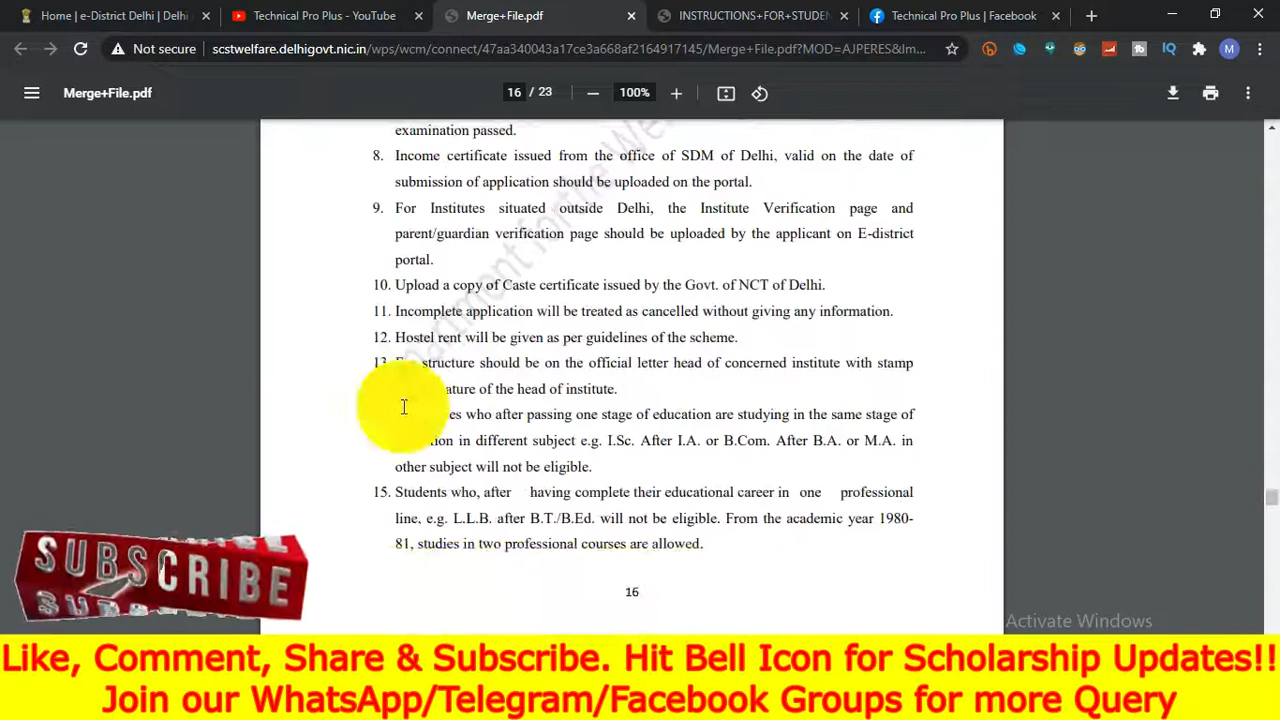 Home | e-District Delhi | Delhi
Technical Pro Plus - YouTube
Merge+File.pdf
INSTRUCTIONS+FOR+STUDEN
Technical Pro Plus | Facebook
Not secure
scstwelfare.delhigovt.nic.in/wps/wcm/connect/47aa340043a17ce3a668af2164917145/Merge+File.pdf?MOD=AJPERES&lm...
IQ
M
Merge+File.pdf
16 / 23
100%
examination passed.
8. Income certificate issued from the office of SDM of Delhi, valid on the date of
submission of application should be uploaded on the portal.
9. For Institutes situated outside Delhi, the Institute Verification page and
parent/guardian verification page should be uploaded by the applicant on E-district
portal.
10. Upload a copy of Caste certificate issued by the Govt. of NCT of Delhi.
11. Incomplete application will be treated as cancelled without giving any information.
12. Hostel rent will be given as per guidelines of the scheme.
13. structure should be on the official letter head of concerned institute with stamp
of the head of institute.
who after passing one stage of education are studying in the same stage of
in different subject e.g. I.Sc. After I.A. or B.Com. After B.A. or M.A. in
other subject will not be eligible.
15. Students who, after having complete their educational career in one professional
line, e.g. L.L.B. after B.T./B.Ed. will not be eligible. From the academic year 1980-
81, studies in two professional courses are allowed.
16
SUBSCRIBE
Activate Windows
Like, Comment, Share & Subscribe. Hit Bell Icon for Scholarship Updates!!
Join our WhatsApp/Telegram/Facebook Groups for more Query